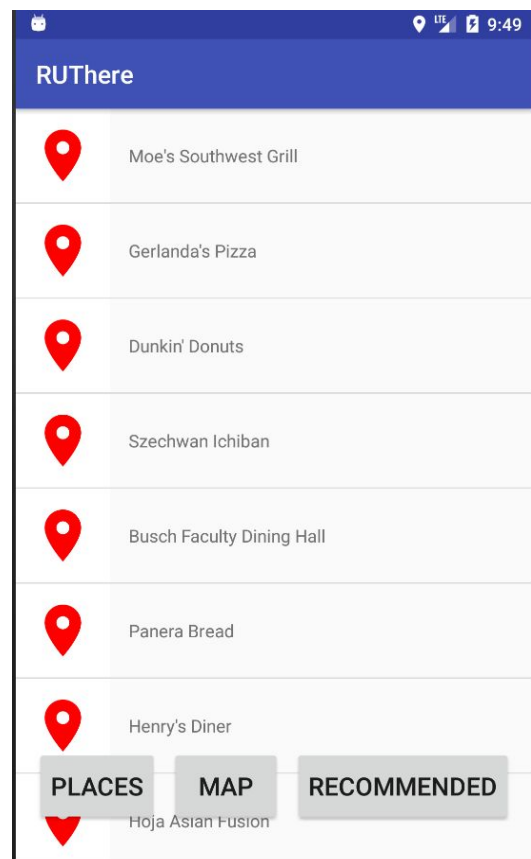 LTE 9:49
RUThere
Moe's Southwest Grill
Gerlanda's Pizza
Dunkin' Donuts
Szechwan Ichiban
Busch Faculty Dining Hall
Panera Bread
Henry's Diner
PLACES MAP RECOMMENDED
Hoja Asian Fusion